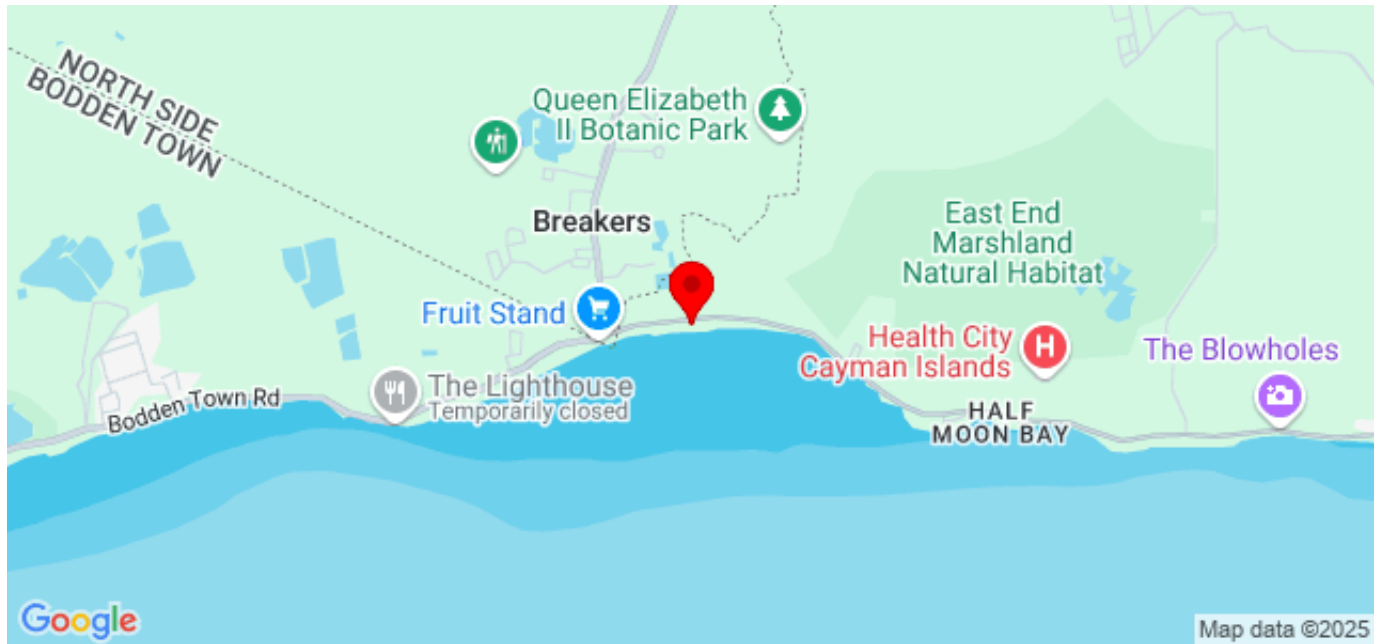 NORTH SIDE
BODDEN TOWN
Queen Elizabeth
II Botanic Park
Breakers
East End
Marshland
Natural Habitat
Fruit Stand
Health City
Cayman Islands
H
The Blowholes
The Lighthouse
Temporarily closed
Bodden Town Rd
HALF
MOON BAY
Google
Map data ©2025